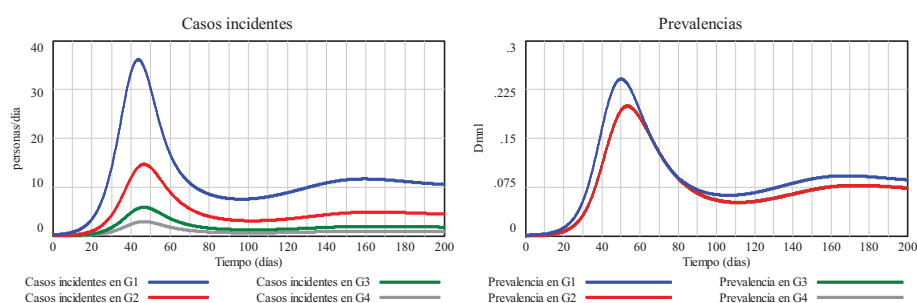 Casos incidentes
40
30
20
10
0
personas/dia
0 20 40 60 80 100 120 140 160 180 200
Tiempo (días)
Casos incidentes en G1
Casos incidentes en G2
Casos incidentes en G3
Casos incidentes en G4
Prevalencias
.3
.225
.15
.075
0
Dmnl
0 20 40 60 80 100 120 140 160 180 200
Tiempo (días)
Prevalencia en G1
Prevalencia en G2
Prevalencia en G3
Prevalencia en G4